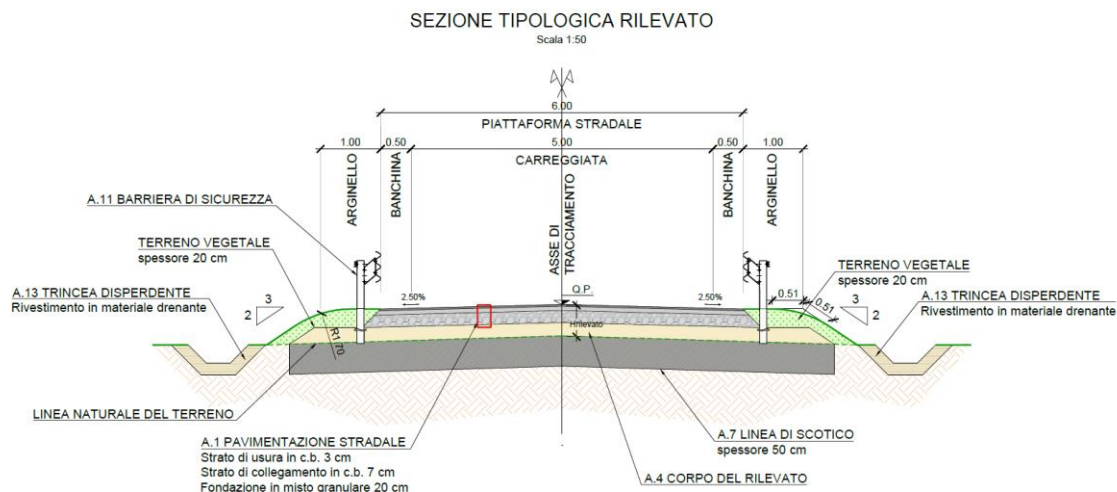 SEZIONE TIPOLOGICA RILEVATO
Scala 1:50
6.00
PIATTAFORMA STRADALE
1.00
0.50
5.00
0.50
1.00
CARREGGIATA
ARGINELLO
BANCHINA
ASSE DI
TRACCIAMENTO
BANCHINA
ARGINELLO
A.11 BARRIERA DI SICUREZZA
TERRENO VEGETALE
spessore 20 cm
A.13 TRINCEA DISPERDENTE
Rivestimento in materiale drenante
3
2
2.50%
Q.P.
2.50%
0.51
0.51
TERRENO VEGETALE
spessore 20 cm
3
2
A.13 TRINCEA DISPERDENTE
Rivestimento in materiale drenante
Hrilevato
R1.70
LINEA NATURALE DEL TERRENO
A.1 PAVIMENTAZIONE STRADALE
Strato di usura in c.b. 3 cm
Strato di collegamento in c.b. 7 cm
Fondazione in misto granulare 20 cm
A.7 LINEA DI SCOTICO
spessore 50 cm
A.4 CORPO DEL RILEVATO